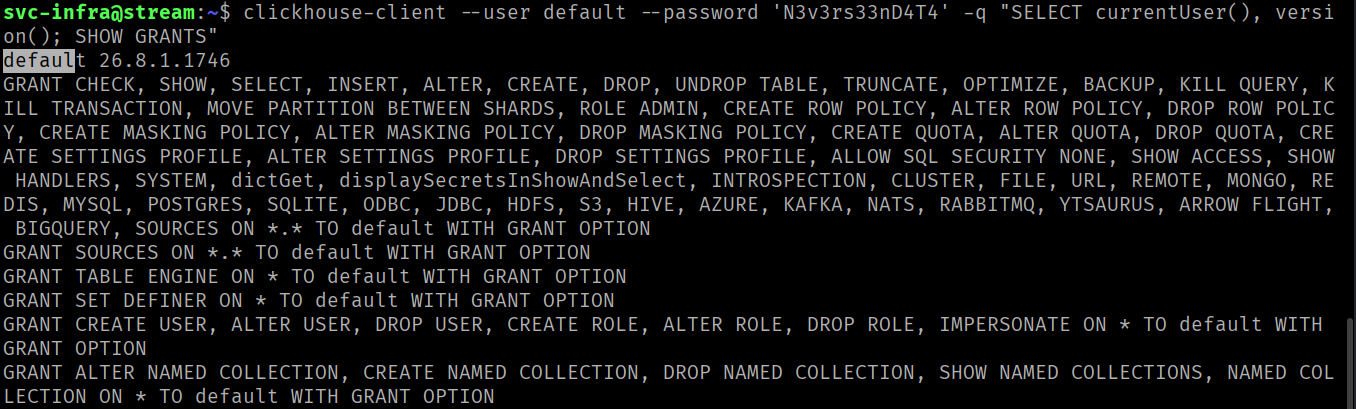 svc-infra@stream:~$ clickhouse-client --user default --password 'N3v3rs33nD4T4' -q "SELECT currentUser(), versi
on(); SHOW GRANTS"
default 26.8.1.1746
GRANT CHECK, SHOW, SELECT, INSERT, ALTER, CREATE, DROP, UNDROP TABLE, TRUNCATE, OPTIMIZE, BACKUP, KILL QUERY, K
ILL TRANSACTION, MOVE PARTITION BETWEEN SHARDS, ROLE ADMIN, CREATE ROW POLICY, ALTER ROW POLICY, DROP ROW POLIC
Y, CREATE MASKING POLICY, ALTER MASKING POLICY, DROP MASKING POLICY, CREATE QUOTA, ALTER QUOTA, DROP QUOTA, CRE
ATE SETTINGS PROFILE, ALTER SETTINGS PROFILE, DROP SETTINGS PROFILE, ALLOW SQL SECURITY NONE, SHOW ACCESS, SHOW
 HANDLERS, SYSTEM, dictGet, displaySecretsInShowAndSelect, INTROSPECTION, CLUSTER, FILE, URL, REMOTE, MONGO, RE
DIS, MYSQL, POSTGRES, SQLITE, ODBC, JDBC, HDFS, S3, HIVE, AZURE, KAFKA, NATS, RABBITMQ, YTSAURUS, ARROW FLIGHT,
 BIGQUERY, SOURCES ON *.* TO default WITH GRANT OPTION
GRANT SOURCES ON *.* TO default WITH GRANT OPTION
GRANT TABLE ENGINE ON * TO default WITH GRANT OPTION
GRANT SET DEFINER ON * TO default WITH GRANT OPTION
GRANT CREATE USER, ALTER USER, DROP USER, CREATE ROLE, ALTER ROLE, DROP ROLE, IMPERSONATE ON * TO default WITH
GRANT OPTION
GRANT ALTER NAMED COLLECTION, CREATE NAMED COLLECTION, DROP NAMED COLLECTION, SHOW NAMED COLLECTIONS, NAMED COL
LECTION ON * TO default WITH GRANT OPTION